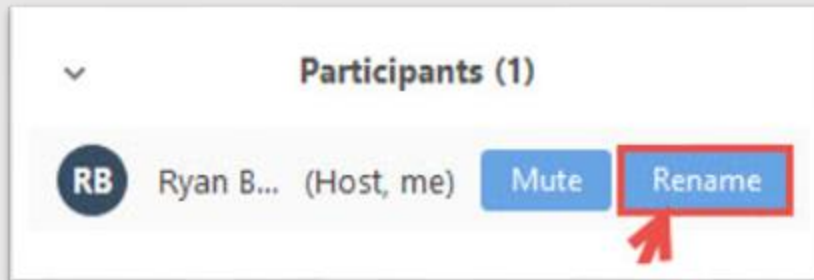 Participants (1)
RB Ryan B... (Host, me) Mute Rename